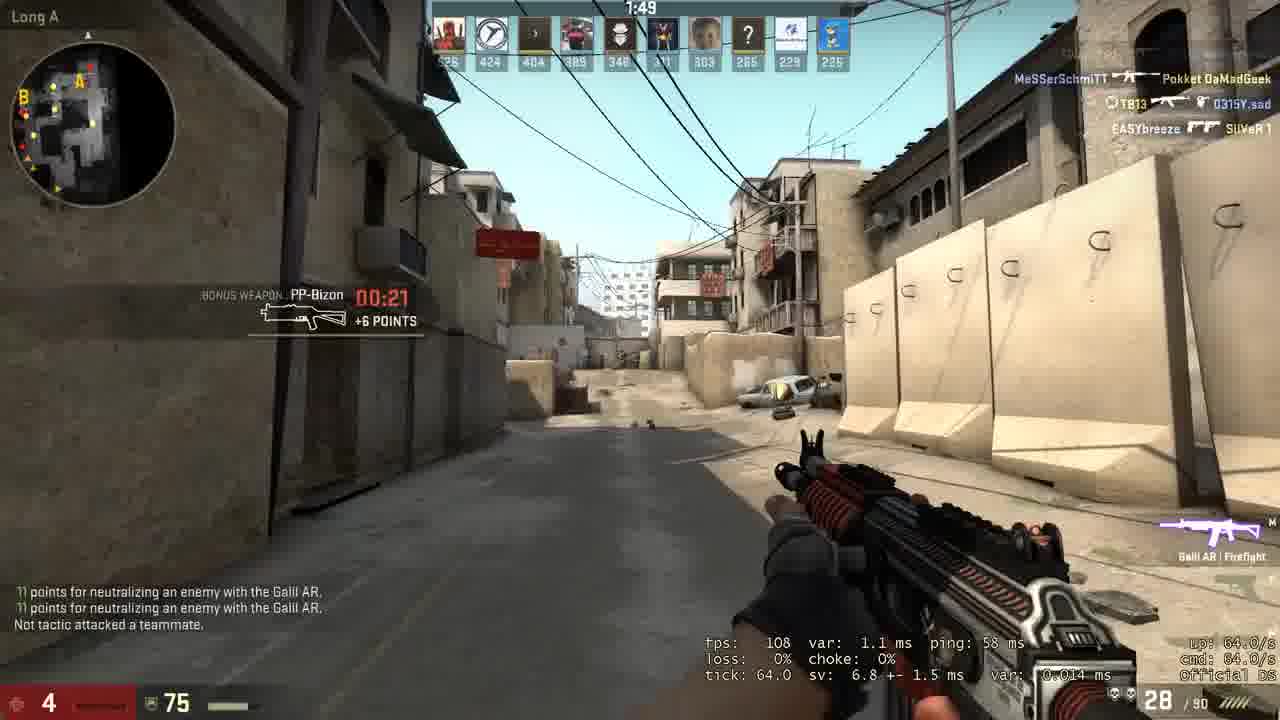 Long A
1:49
526 424 404 389 348 311 303 265 229 225
?
A
B
MeSSerSchmiTT Pokket DaMadGeek
TB13 0315Y.sad
EASYbreeze SilVeR 1
BONUS WEAPON: PP-Bizon 00:21
+6 POINTS
M
Galil AR | Firefight
11 points for neutralizing an enemy with the Galil AR.
11 points for neutralizing an enemy with the Galil AR.
Not tactic attacked a teammate.
fps: 108 var: 1.1 ms ping: 58 ms
loss: 0% choke: 0%
tick: 64.0 sv: 6.8 +- 1.5 ms var: 0.014 ms
up: 64.0/s
cmd: 64.0/s
Official DS
4 75
28 / 90